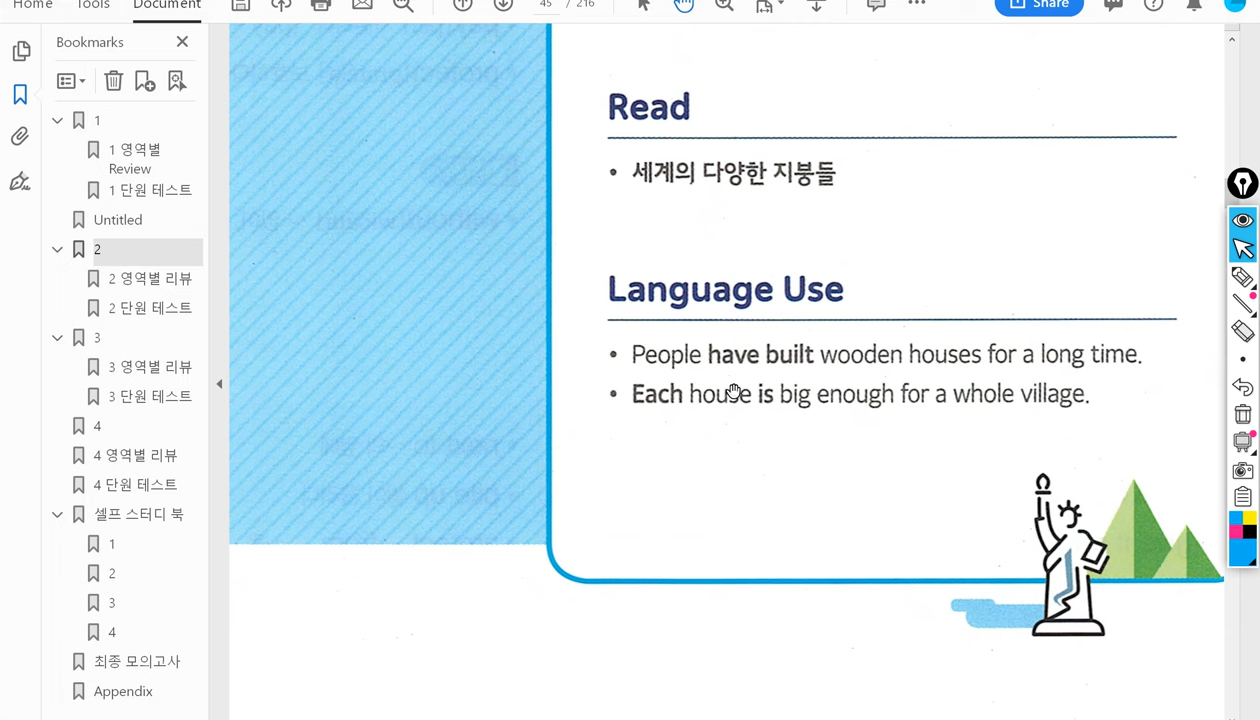 Home Tools Document
45 / 216
Share
Bookmarks
1
1 영역별
Review
1 단원 테스트
Untitled
2
2 영역별 리뷰
2 단원 테스트
3
3 영역별 리뷰
3 단원 테스트
4
4 영역별 리뷰
4 단원 테스트
셀프 스터디 북
1
2
3
4
최종 모의고사
Appendix
Read
• 세계의 다양한 지붕들
Language Use
• People have built wooden houses for a long time.
• Each house is big enough for a whole village.